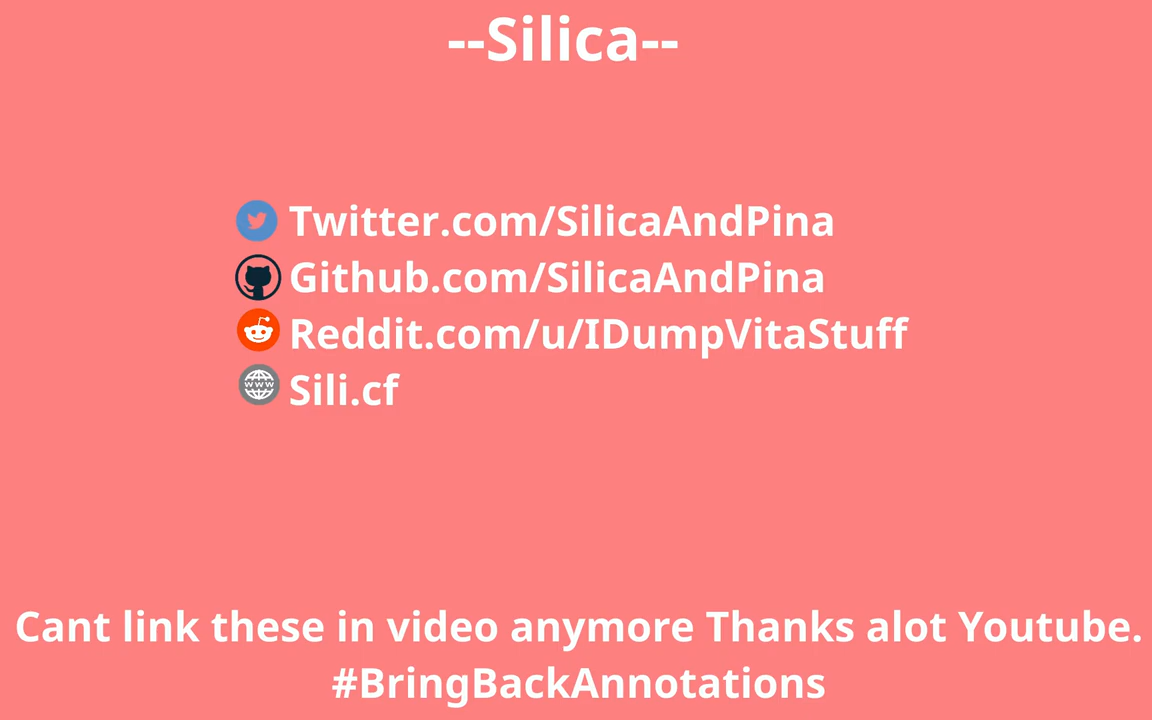 --Silica--
Twitter.com/SilicaAndPina
Github.com/SilicaAndPina
Reddit.com/u/IDumpVitaStuff
www
Sili.cf
Cant link these in video anymore Thanks alot Youtube.
#BringBackAnnotations